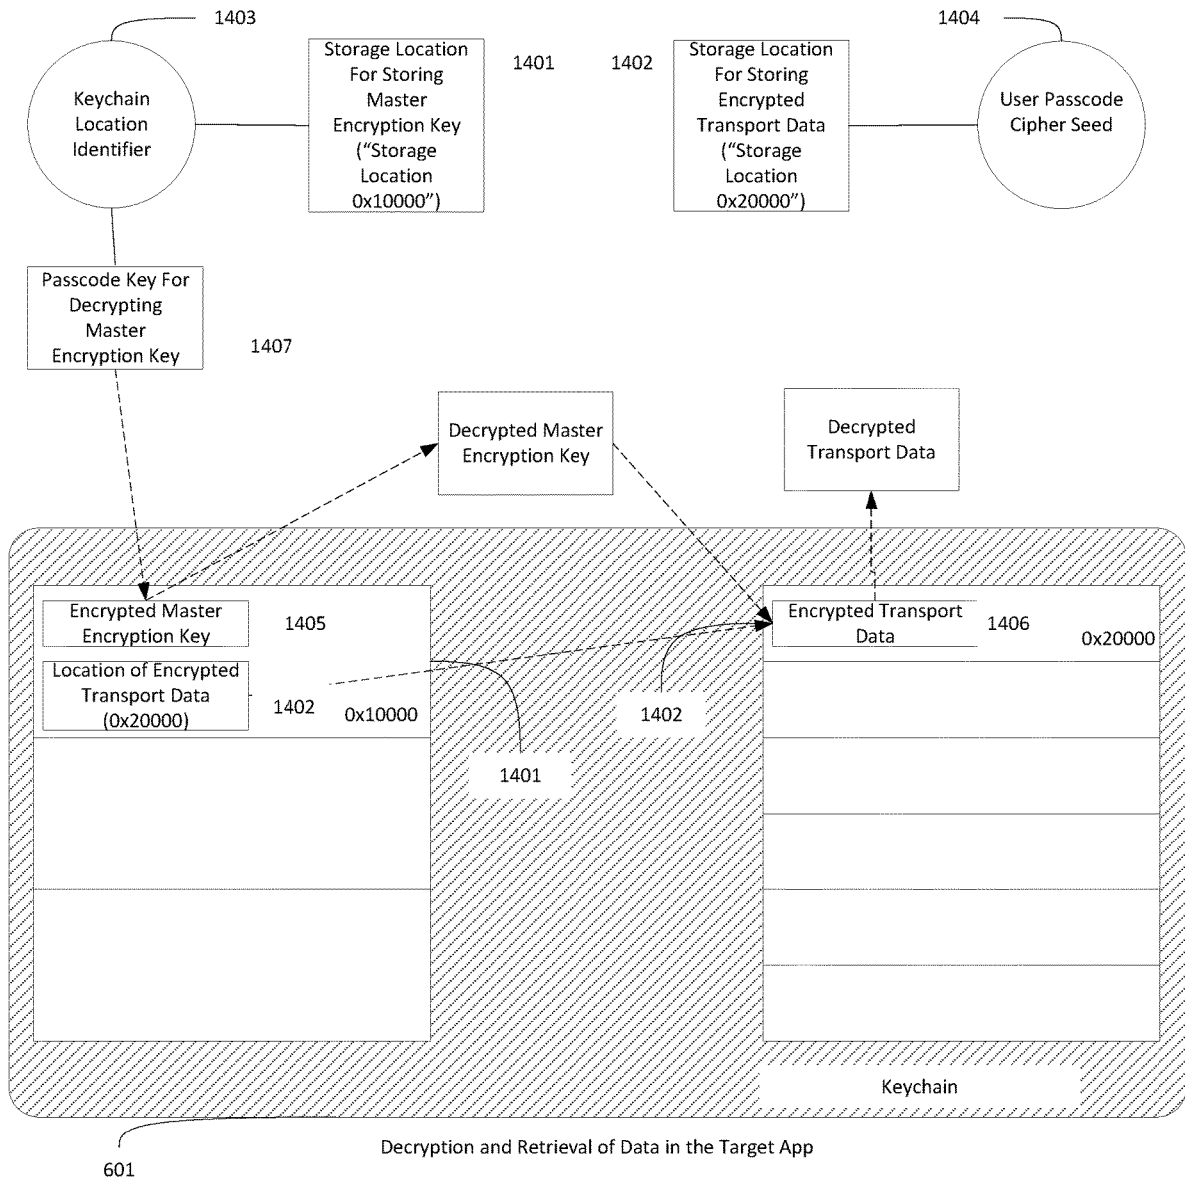 1403
1404
Keychain
Location
Identifier
Storage Location
For Storing
Master
Encryption Key
(“Storage
Location
0x10000”)
1401
1402
Storage Location
For Storing
Encrypted
Transport Data
(“Storage
Location
0x20000”)
User Passcode
Cipher Seed
Passcode Key For
Decrypting
Master
Encryption Key
1407
Decrypted Master
Encryption Key
Decrypted
Transport Data
Encrypted Master
Encryption Key
1405
Location of Encrypted
Transport Data
(0x20000)
1402
0x10000
1401
1402
Encrypted Transport
Data
1406
0x20000
Keychain
Decryption and Retrieval of Data in the Target App
601